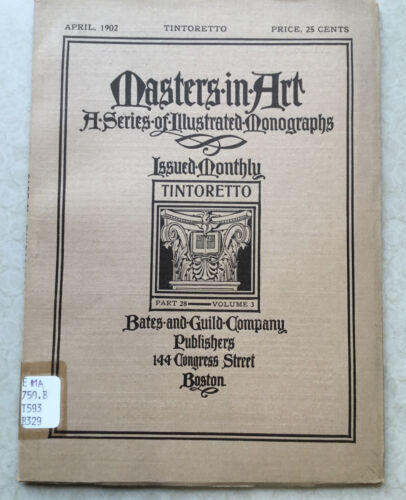 APRIL, 1902 TINTORETTO PRICE, 25 CENTS
Masters·in·Art
A·Series·of·Illustrated·Monographs
Issued·Monthly
TINTORETTO
PART 28 VOLUME 3
Bates·and·Guild·Company
Publishers
144 Congress Street
Boston
E MA
759.B
T593
B329